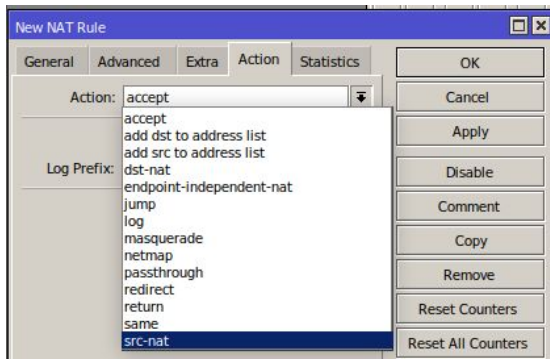 New NAT Rule
General Advanced Extra Action Statistics
Action: accept
accept
add dst to address list
add src to address list
Log Prefix:
dst-nat
endpoint-independent-nat
jump
log
masquerade
netmap
passthrough
redirect
return
same
src-nat
OK
Cancel
Apply
Disable
Comment
Copy
Remove
Reset Counters
Reset All Counters